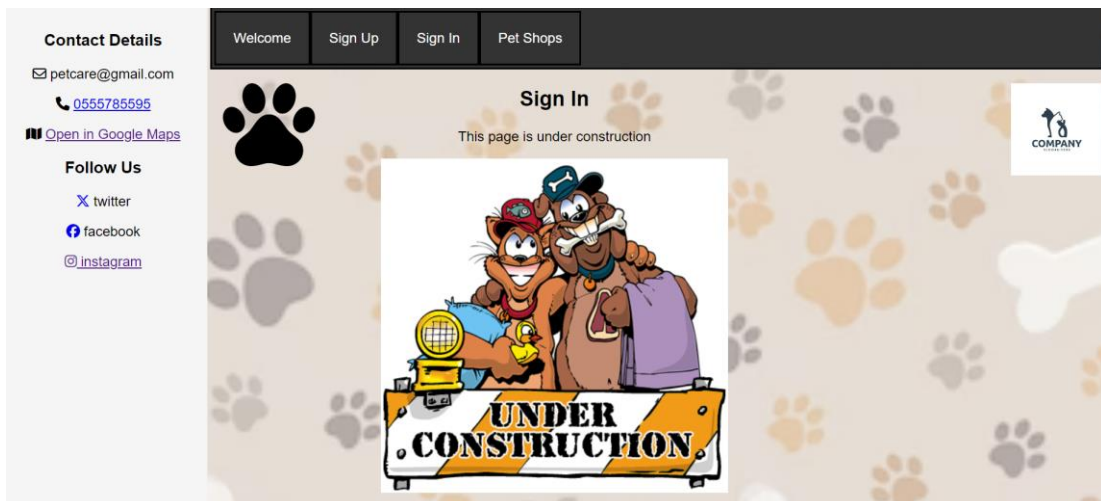 Contact Details
petcare@gmail.com
0555785595
Open in Google Maps
Follow Us
twitter
facebook
instagram
Welcome
Sign Up
Sign In
Pet Shops
Sign In
This page is under construction
COMPANY
UNDER
CONSTRUCTION